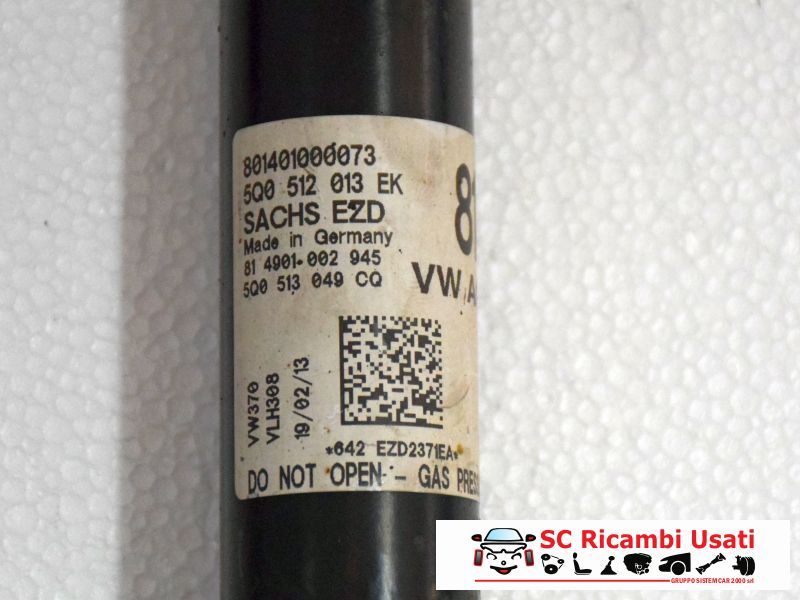 801401000073
5Q0 512 013 EK
SACHS EZD
Made in Germany
81 4901 002 945
5Q0 513 049 CQ
VW
VW370
VLH308
19/02/13
*642 EZD2371EA*
DO NOT OPEN - GAS
SC Ricambi Usati
GRUPPO SISTEMCAR 2000 srl